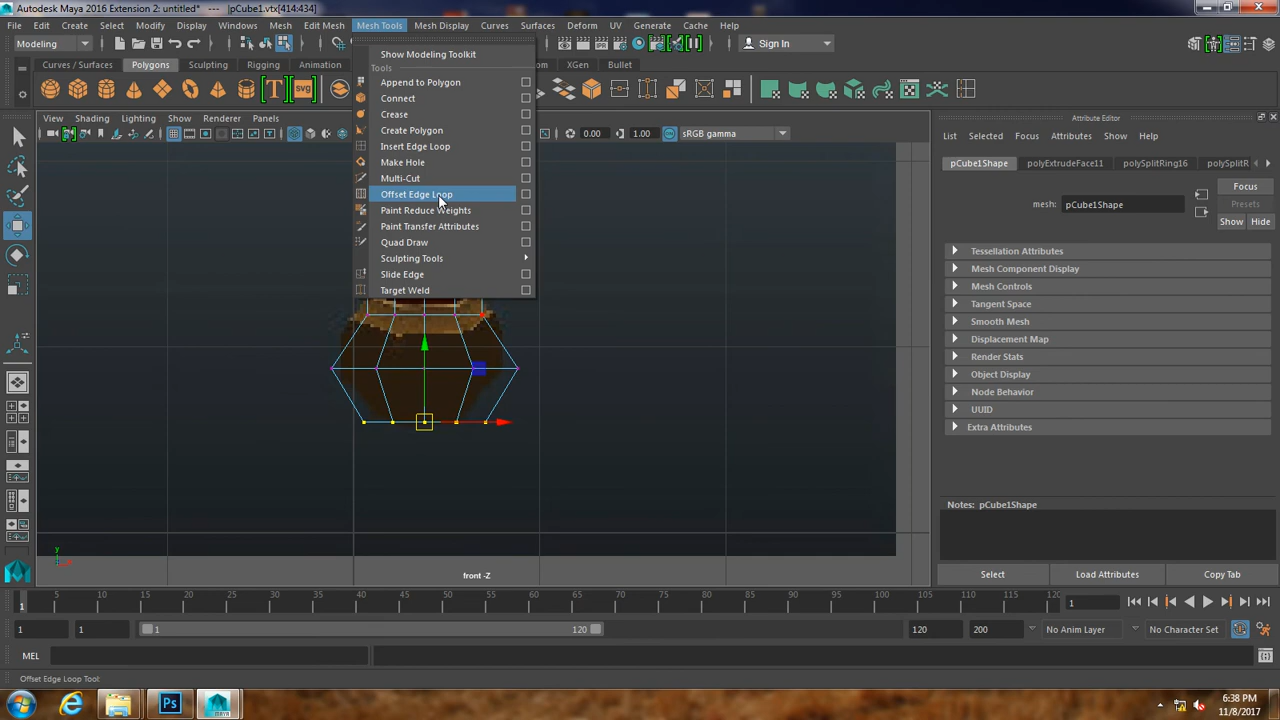 Autodesk Maya 2016 Extension 2: untitled* --- |pCube1.vtx[414:434]
File Edit Create Select Modify Display Windows Mesh Edit Mesh Mesh Tools Mesh Display Curves Surfaces Deform UV Generate Cache Help
Modeling
Sign In
Curves / Surfaces Polygons Sculpting Rigging Animation XGen Bullet
T svg
View Shading Lighting Show Renderer Panels
0.00 1.00 sRGB gamma
Show Modeling Toolkit
Tools
Append to Polygon
Connect
Crease
Create Polygon
Insert Edge Loop
Make Hole
Multi-Cut
Offset Edge Loop
Paint Reduce Weights
Paint Transfer Attributes
Quad Draw
Sculpting Tools
Slide Edge
Target Weld
y
front -Z
Attribute Editor
List Selected Focus Attributes Show Help
pCube1Shape polyExtrudeFace11 polySplitRing16 polySplitRing
Focus
Presets
mesh: pCube1Shape
Show Hide
Tessellation Attributes
Mesh Component Display
Mesh Controls
Tangent Space
Smooth Mesh
Displacement Map
Render Stats
Object Display
Node Behavior
UUID
Extra Attributes
Notes: pCube1Shape
Select Load Attributes Copy Tab
1 5 10 15 20 25 30 35 40 45 50 55 60 65 70 75 80 85 90 95 100 105 110 115 120
1
1 1 1 120 120 200 No Anim Layer No Character Set
MEL
Offset Edge Loop Tool
Ps
6:38 PM
11/8/2017